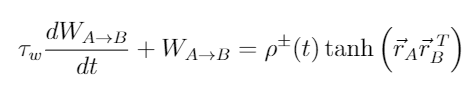 τ_w dW_{A→B}/dt + W_{A→B} = ρ^±(t) tanh(r⃗_A r⃗_B^T)